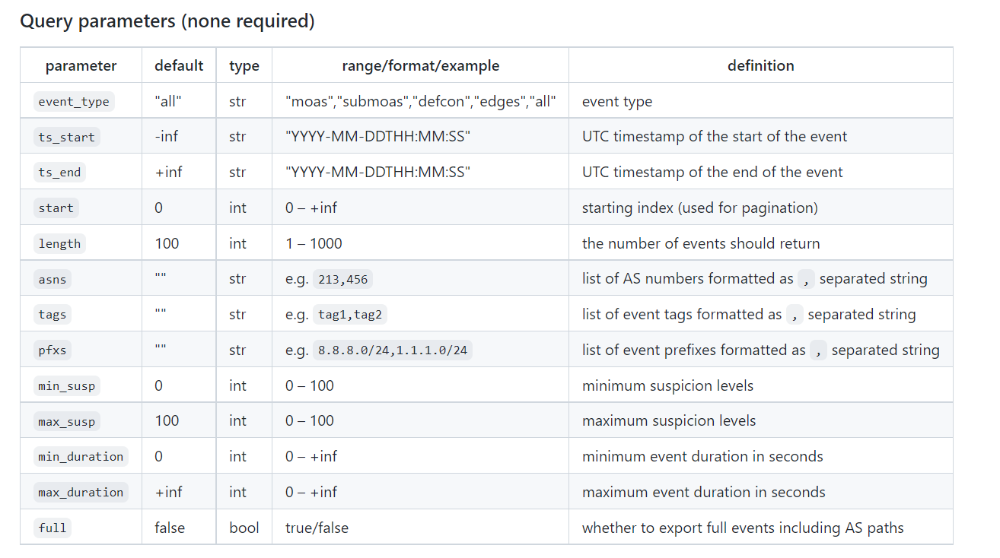 Query parameters (none required)
parameter default type range/format/example definition
event_type "all" str "moas","submoas","defcon","edges","all" event type
ts_start -inf str "YYYY-MM-DDTHH:MM:SS" UTC timestamp of the start of the event
ts_end +inf str "YYYY-MM-DDTHH:MM:SS" UTC timestamp of the end of the event
start 0 int 0 – +inf starting index (used for pagination)
length 100 int 1 – 1000 the number of events should return
asns "" str e.g. 213,456 list of AS numbers formatted as , separated string
tags "" str e.g. tag1,tag2 list of event tags formatted as , separated string
pfxs "" str e.g. 8.8.8.0/24,1.1.1.0/24 list of event prefixes formatted as , separated string
min_susp 0 int 0 – 100 minimum suspicion levels
max_susp 100 int 0 – 100 maximum suspicion levels
min_duration 0 int 0 – +inf minimum event duration in seconds
max_duration +inf int 0 – +inf maximum event duration in seconds
full false bool true/false whether to export full events including AS paths